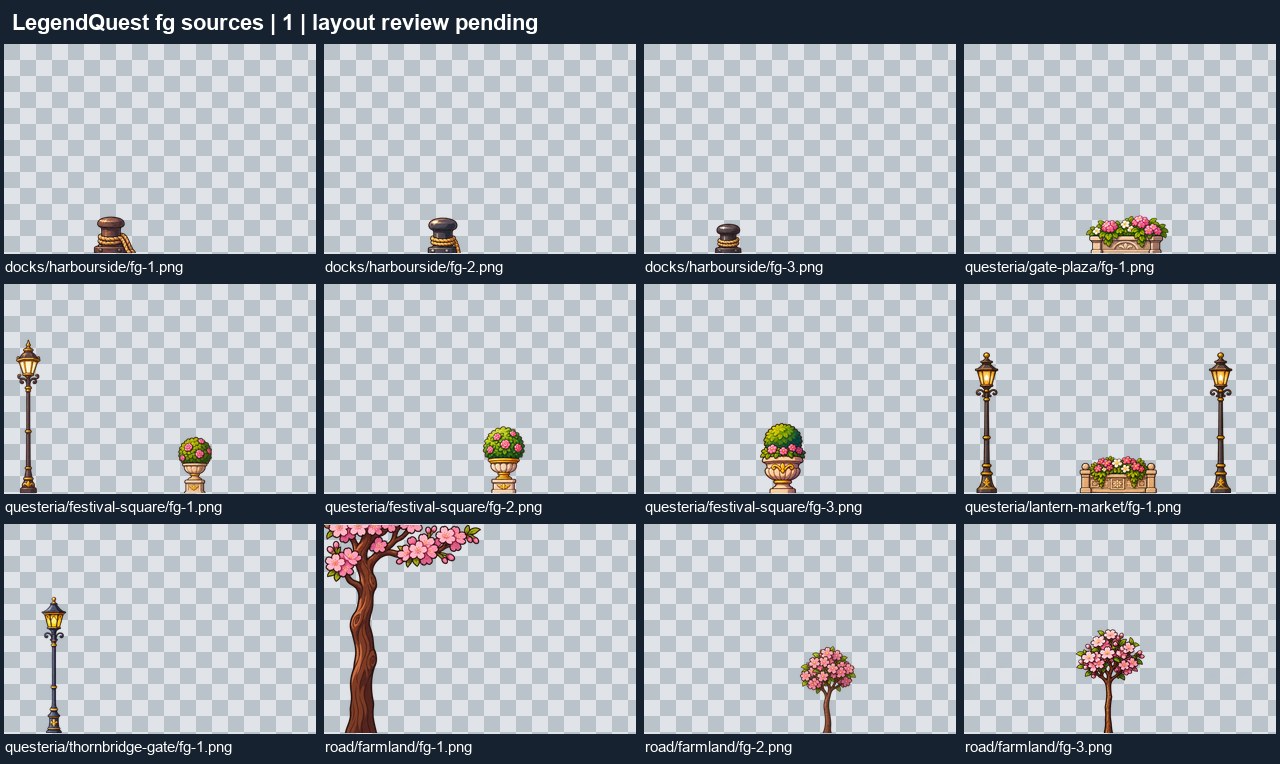 LegendQuest fg sources | 1 | layout review pending
docks/harbourside/fg-1.png
docks/harbourside/fg-2.png
docks/harbourside/fg-3.png
questeria/gate-plaza/fg-1.png
questeria/festival-square/fg-1.png
questeria/festival-square/fg-2.png
questeria/festival-square/fg-3.png
questeria/lantern-market/fg-1.png
questeria/thornbridge-gate/fg-1.png
road/farmland/fg-1.png
road/farmland/fg-2.png
road/farmland/fg-3.png